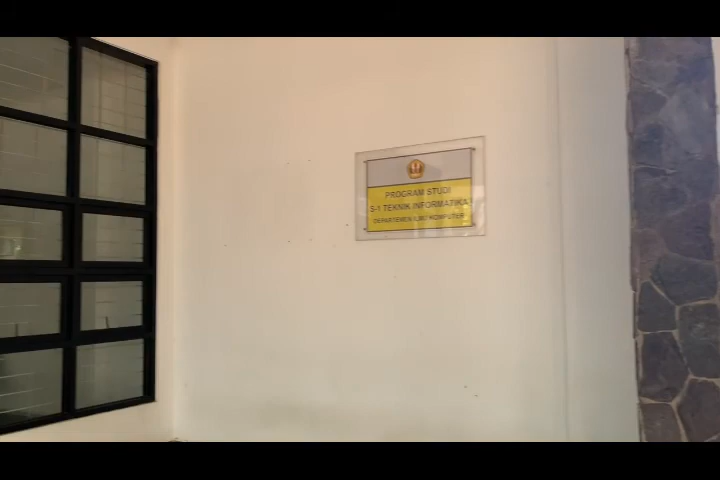 PROGRAM STUDI
S-1 TEKNIK INFORMATIKA
DEPARTEMEN ILMU KOMPUTER